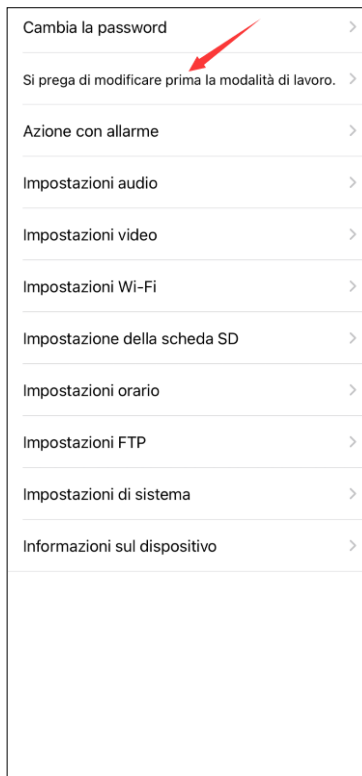 Cambia la password
Si prega di modificare prima la modalità di lavoro.
Azione con allarme
Impostazioni audio
Impostazioni video
Impostazioni Wi-Fi
Impostazione della scheda SD
Impostazioni orario
Impostazioni FTP
Impostazioni di sistema
Informazioni sul dispositivo